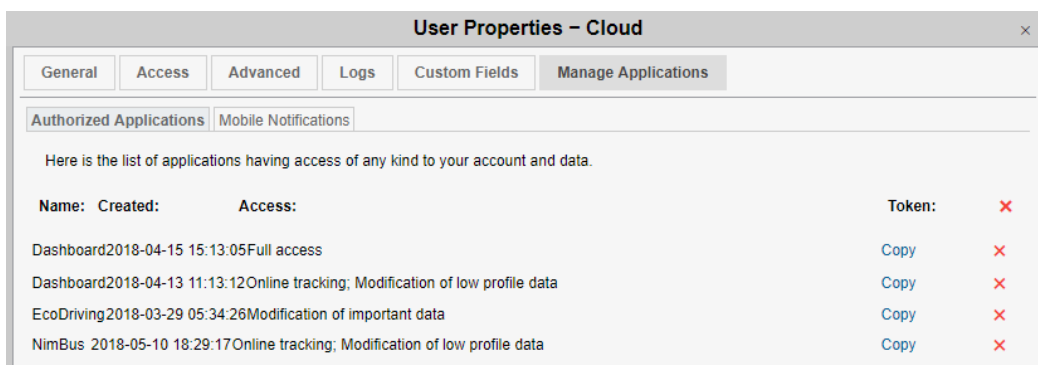 User Properties – Cloud ×
General Access Advanced Logs Custom Fields Manage Applications
Authorized Applications Mobile Notifications
Here is the list of applications having access of any kind to your account and data.
Name: Created: Access: Token: ×
Dashboard2018-04-15 15:13:05Full access Copy ×
Dashboard2018-04-13 11:13:12Online tracking; Modification of low profile data Copy ×
EcoDriving2018-03-29 05:34:26Modification of important data Copy ×
NimBus 2018-05-10 18:29:17Online tracking; Modification of low profile data Copy ×